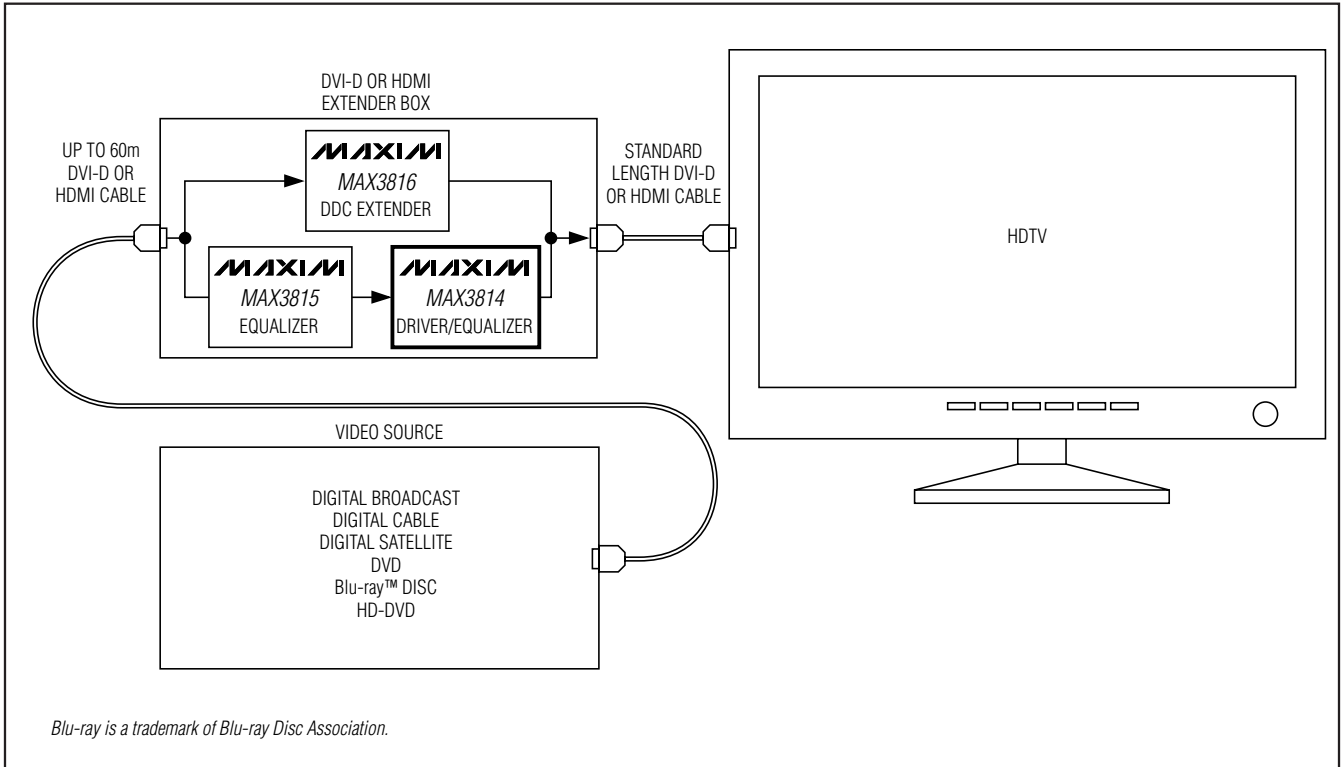 DVI-D OR HDMI
EXTENDER BOX
UP TO 60m
DVI-D OR
HDMI CABLE
MAXIM
MAX3816
DDC EXTENDER
MAXIM
MAX3815
EQUALIZER
MAXIM
MAX3814
DRIVER/EQUALIZER
STANDARD
LENGTH DVI-D
OR HDMI CABLE
HDTV
VIDEO SOURCE
DIGITAL BROADCAST
DIGITAL CABLE
DIGITAL SATELLITE
DVD
Blu-ray™ DISC
HD-DVD
Blu-ray is a trademark of Blu-ray Disc Association.